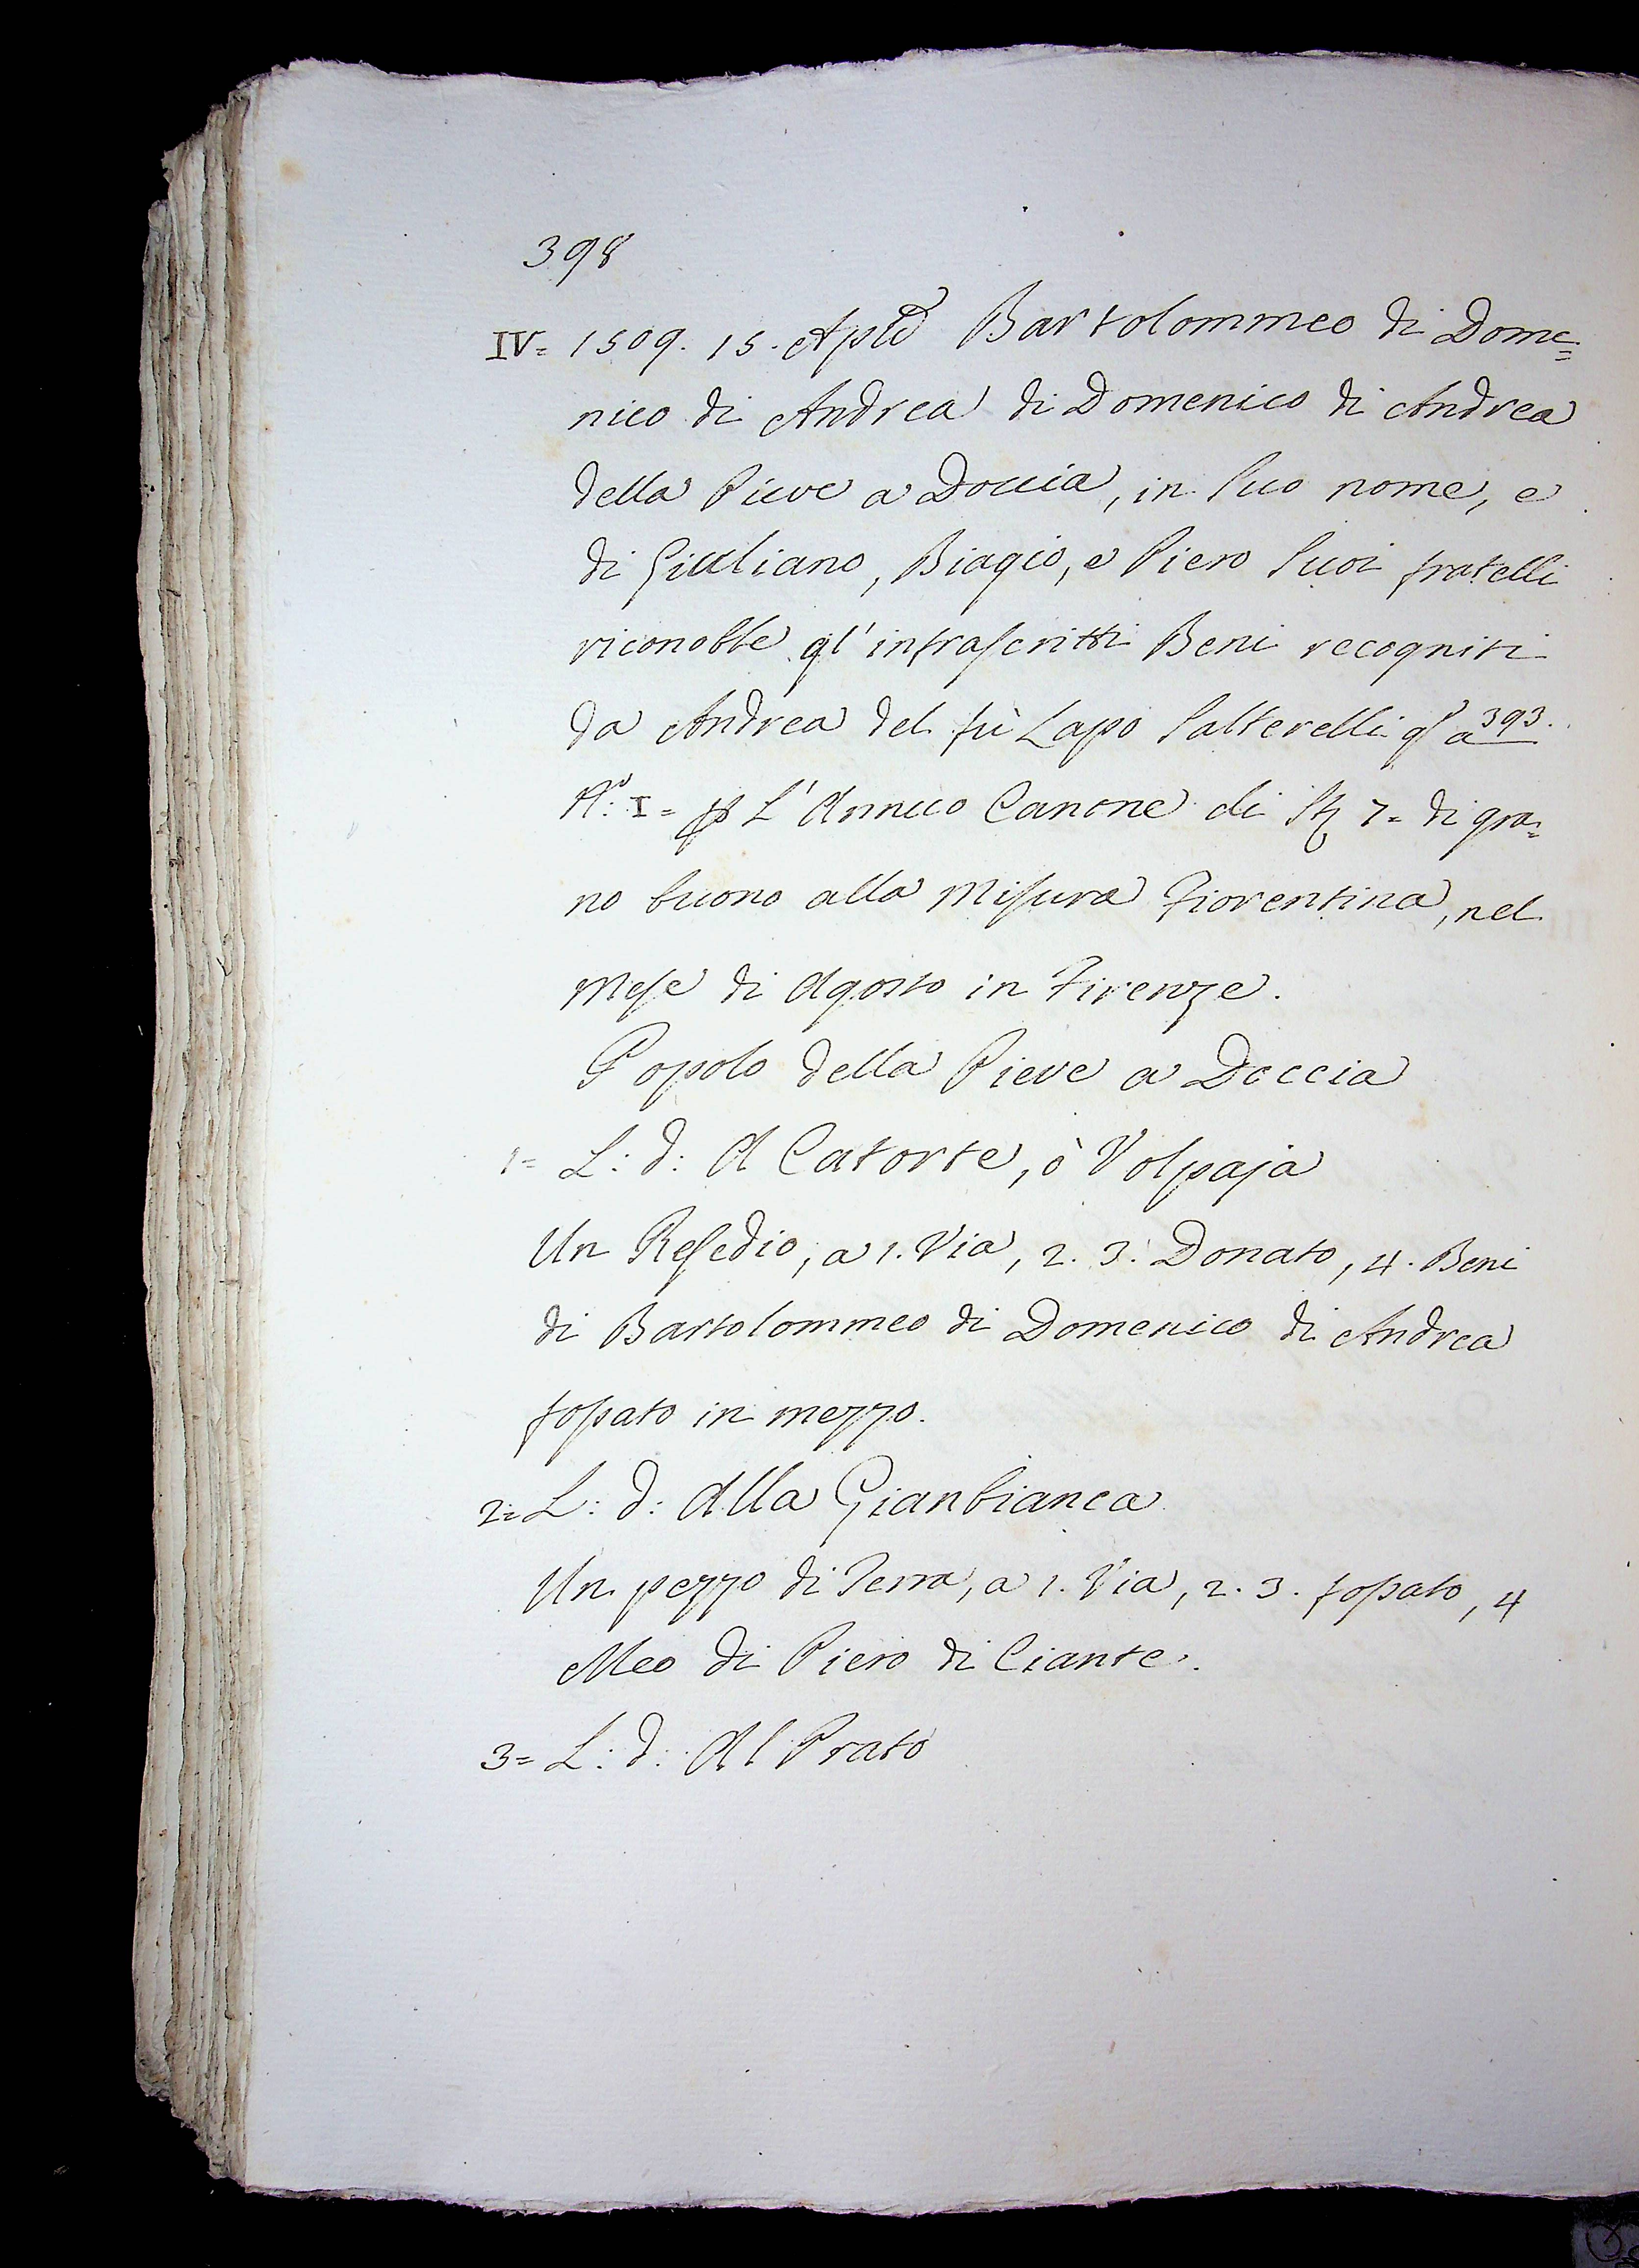 398
IV= 1509. 15. Aple Bartolommeo di Dome=
nico di Andrea di Domenico di Andrea
della Pieve a Doccia, in Suo nome, e
di Giuliano, Biagio, e Piero Suoi fratelli
riconobbe gl'infraſcritti Beni recogniti
da Andrea del fù Lapo Salterelli qˢ a 393.
N.º I= p L'Annuo Canone di St 7= di gra=
no buono alla Miſura Fiorentina, nel
Meſe di Agosto in Firenze.
Popolo della Pieve a Doccia
1= L: d: A Catorte, ò Volpaja
Un Reſedio, a 1. Via, 2. 3. Donato, 4. Beni
di Bartolommeo di Domenico di Andrea
foſsato in mezzo.
2= L: d: Alla Gianbianca
Un pezzo di Terra, a 1. Via, 2. 3. foſsato, 4
Meo di Piero di Ciante.
3= L: d: Al Prato